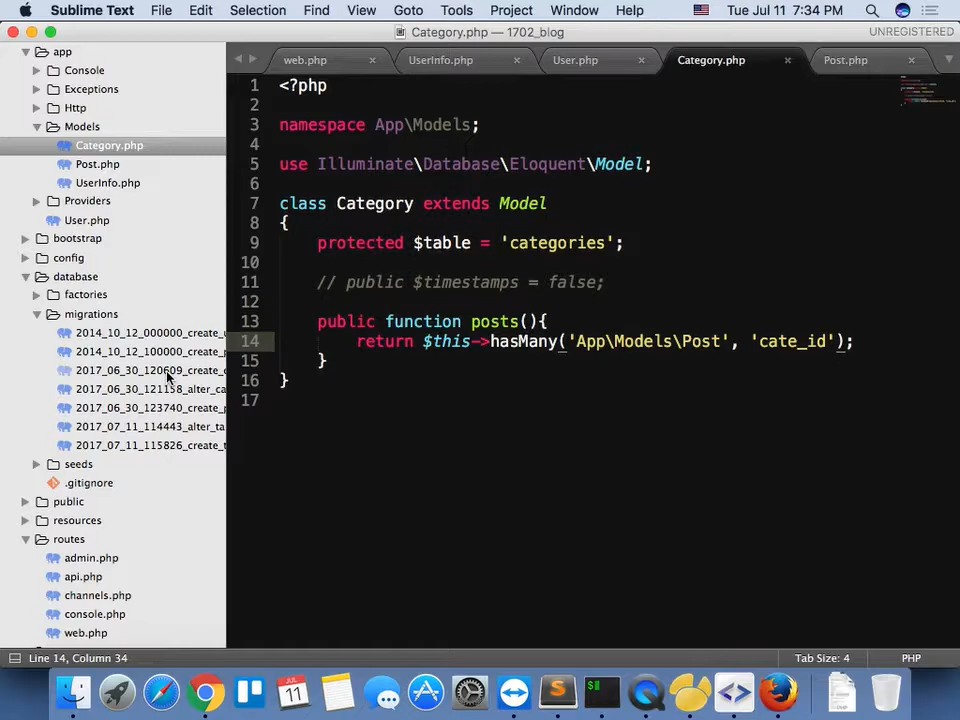 Sublime Text File Edit Selection Find View Goto Tools Project Window Help Tue Jul 11 7:34 PM
Category.php — 1702_blog UNREGISTERED
web.php UserInfo.php User.php Category.php Post.php
app
Console
Exceptions
Http
Models
Category.php
Post.php
UserInfo.php
Providers
User.php
bootstrap
config
database
factories
migrations
2014_10_12_000000_create_u
2014_10_12_100000_create_p
2017_06_30_120609_create_c
2017_06_30_121158_alter_ca
2017_06_30_123740_create_p
2017_07_11_114443_alter_ta
2017_07_11_115826_create_t
seeds
.gitignore
public
resources
routes
admin.php
api.php
channels.php
console.php
web.php
1 <?php
2
3 namespace App\Models;
4
5 use Illuminate\Database\Eloquent\Model;
6
7 class Category extends Model
8 {
9 protected $table = 'categories';
10
11 // public $timestamps = false;
12
13 public function posts(){
14 return $this->hasMany('App\Models\Post', 'cate_id');
15 }
16 }
17
Line 14, Column 34 Tab Size: 4 PHP
JUL
11